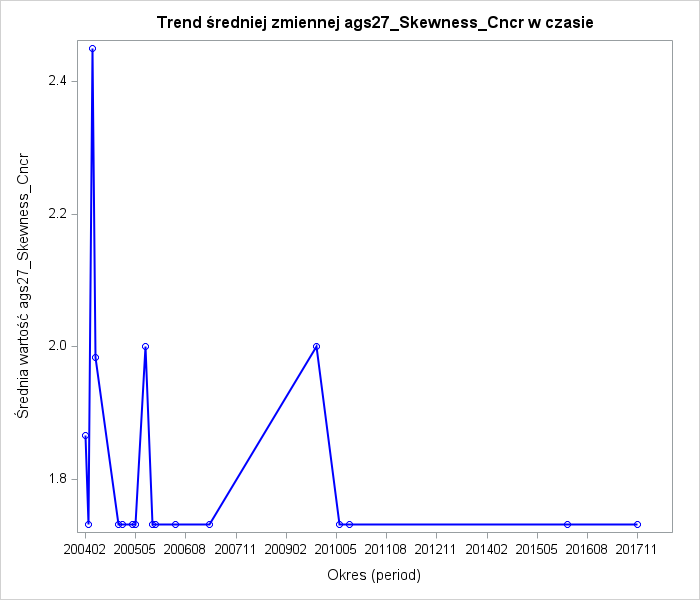 Trend średniej zmiennej ags27_Skewness_Cncr w czasie
Średnia wartość ags27_Skewness_Cncr
2.4
2.2
2.0
1.8
200402 200505 200608 200711 200902 201005 201108 201211 201402 201505 201608 201711
Okres (period)